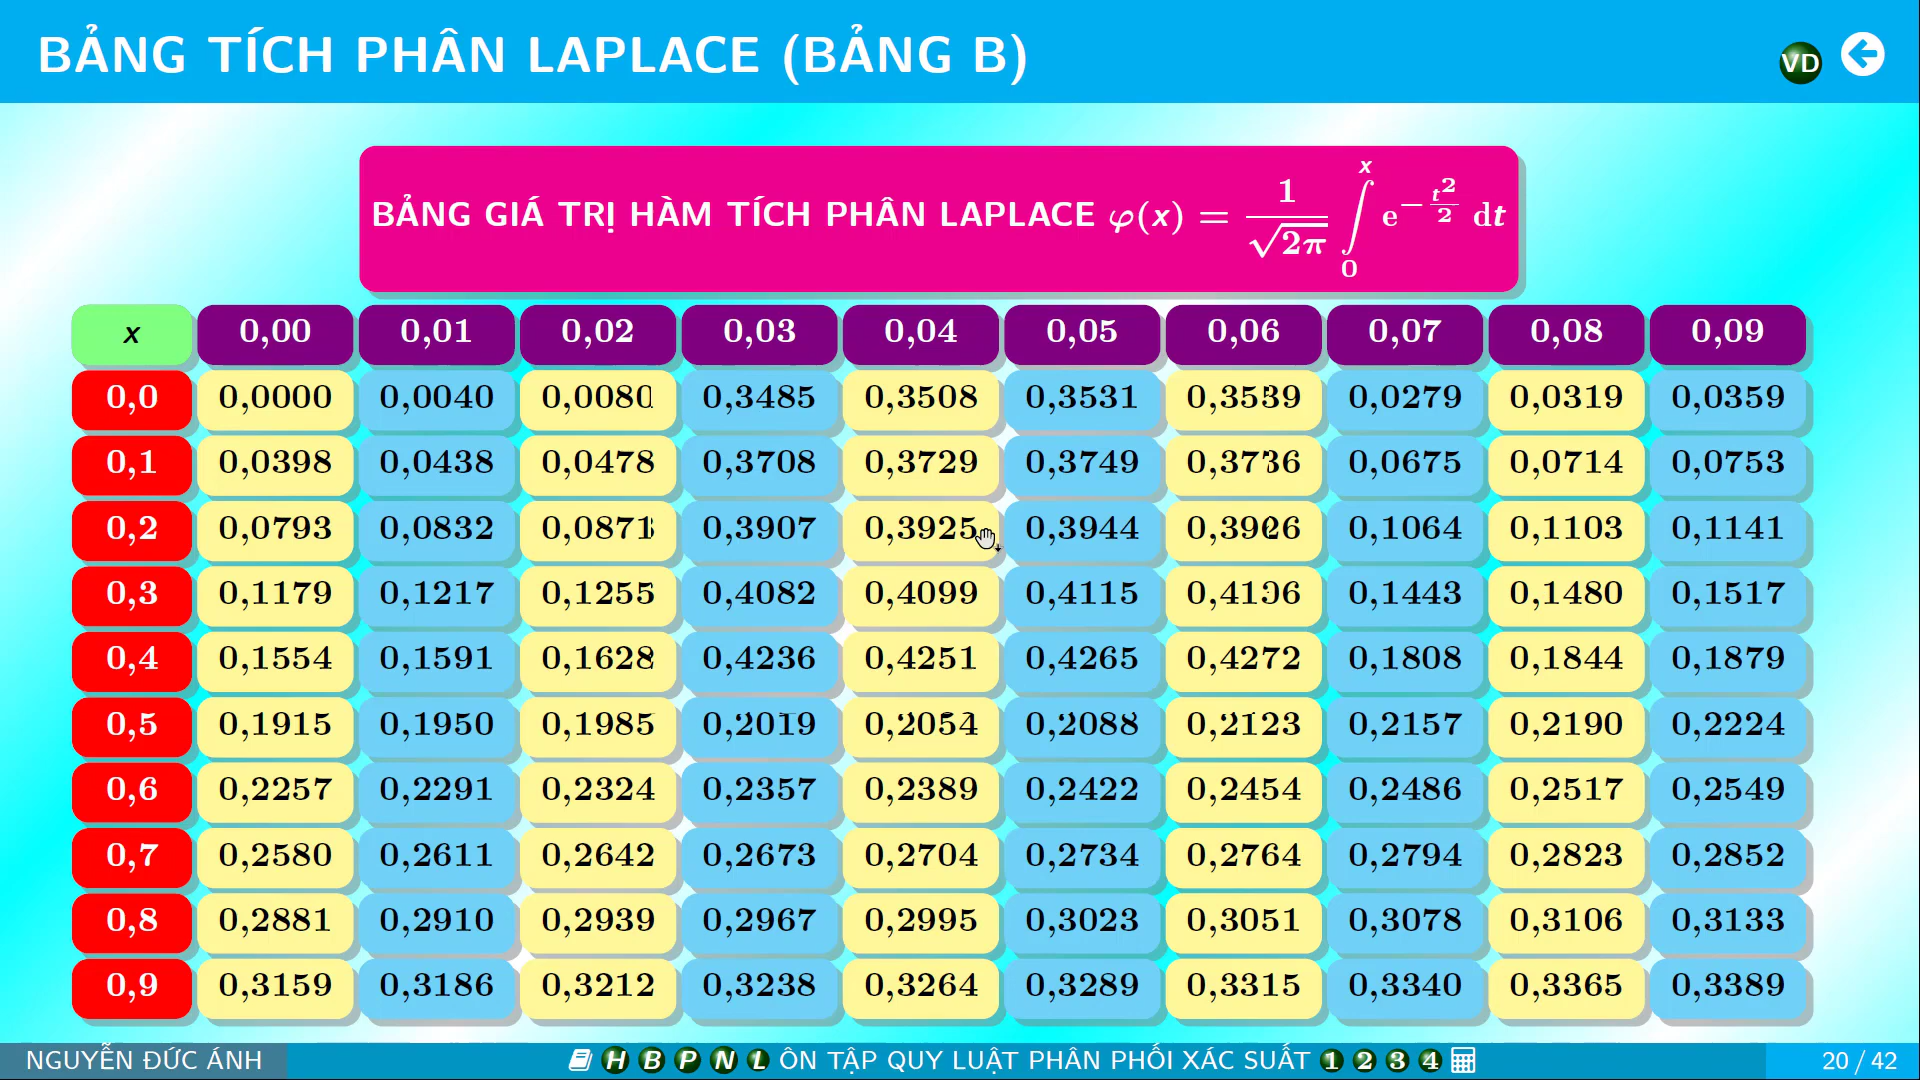 BẢNG TÍCH PHÂN LAPLACE (BẢNG B)
VD
BẢNG GIÁ TRỊ HÀM TÍCH PHÂN LAPLACE φ(x) = 1/√2π ∫₀ˣ e^(−t²/2) dt
x 0,00 0,01 0,02 0,03 0,04 0,05 0,06 0,07 0,08 0,09
0,0 0,0000 0,0040 0,0080 0,3485 0,3508 0,3531 0,0279 0,0319 0,0359
0,1 0,0398 0,0438 0,0478 0,3708 0,3729 0,3749 0,0675 0,0714 0,0753
0,2 0,0793 0,0832 0,0871 0,3907 0,3925 0,3944 0,1064 0,1103 0,1141
0,3 0,1179 0,1217 0,1255 0,4082 0,4099 0,4115 0,1443 0,1480 0,1517
0,4 0,1554 0,1591 0,1628 0,4236 0,4251 0,4265 0,4272 0,1808 0,1844 0,1879
0,5 0,1915 0,1950 0,1985 0,2019 0,2054 0,2088 0,2123 0,2157 0,2190 0,2224
0,6 0,2257 0,2291 0,2324 0,2357 0,2389 0,2422 0,2454 0,2486 0,2517 0,2549
0,7 0,2580 0,2611 0,2642 0,2673 0,2704 0,2734 0,2764 0,2794 0,2823 0,2852
0,8 0,2881 0,2910 0,2939 0,2967 0,2995 0,3023 0,3051 0,3078 0,3106 0,3133
0,9 0,3159 0,3186 0,3212 0,3238 0,3264 0,3289 0,3315 0,3340 0,3365 0,3389
NGUYỄN ĐỨC ÁNH H B P N L ÔN TẬP QUY LUẬT PHÂN PHỐI XÁC SUẤT 1 2 3 4 20 / 42